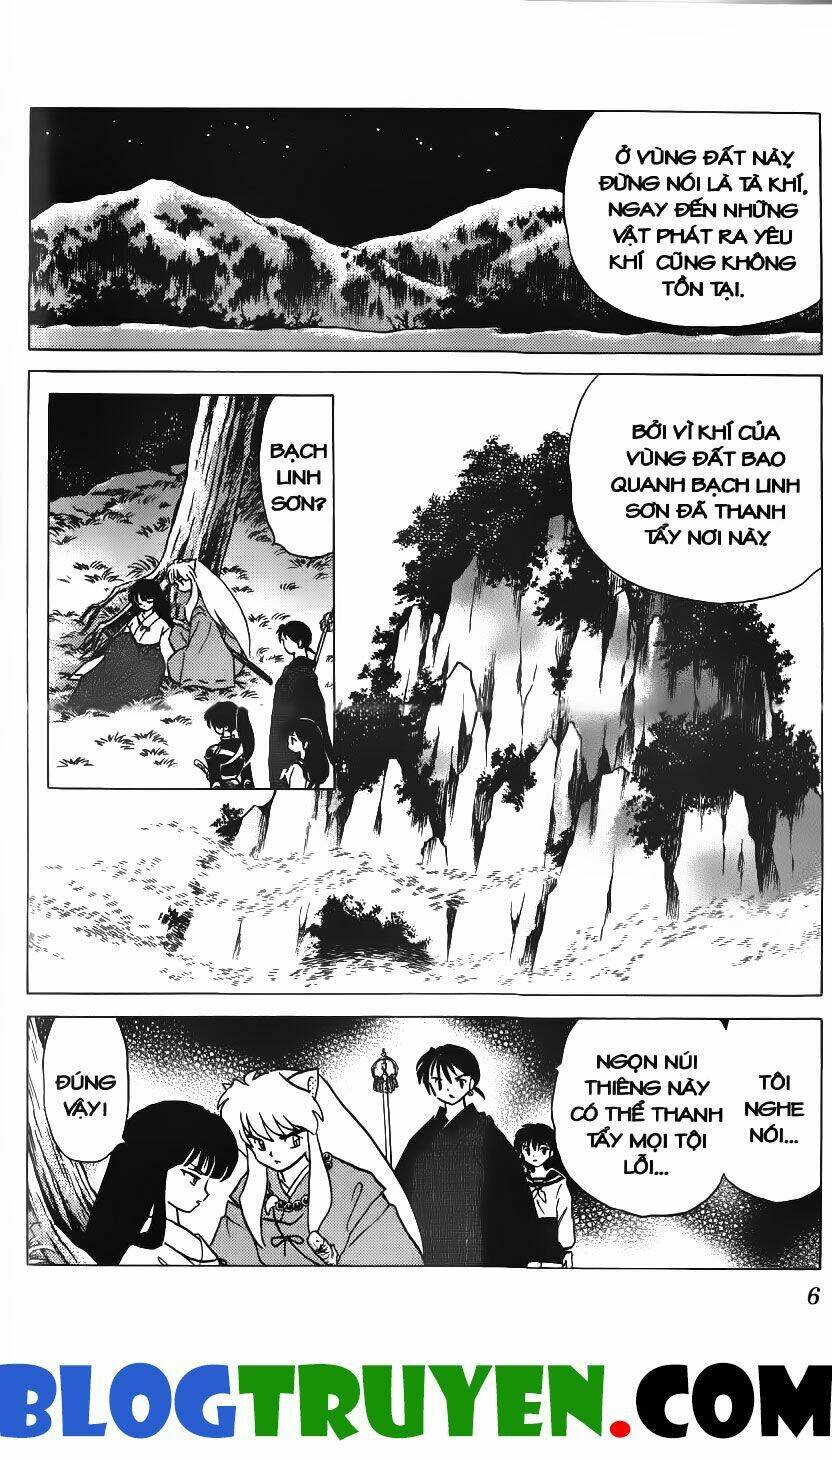 Ở VÙNG ĐẤT NÀY,
ĐỪNG NÓI LÀ TÀ KHÍ,
NGAY ĐẾN NHỮNG
VẬT PHÁT RA YÊU
KHÍ CŨNG KHÔNG
TỒN TẠI.
BỞI VÌ KHÍ CỦA
VÙNG ĐẤT BAO
QUANH BẠCH LINH
SƠN ĐÃ THANH
TẨY NƠI NÀY.
BẠCH
LINH
SƠN?
TÔI
NGHE
NÓI...
NGỌN NÚI
THIÊNG NÀY
CÓ THỂ THANH
TẨY MỌI TỘI
LỖI...
ĐÚNG
VẬY!
6
BLOGTRUYEN.COM